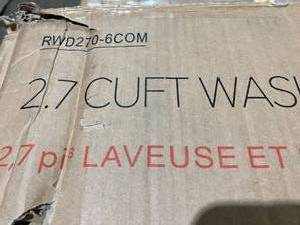 RWD270-6COM
2.7 CUFT WAS
2,7 pi³ LAVEUSE ET